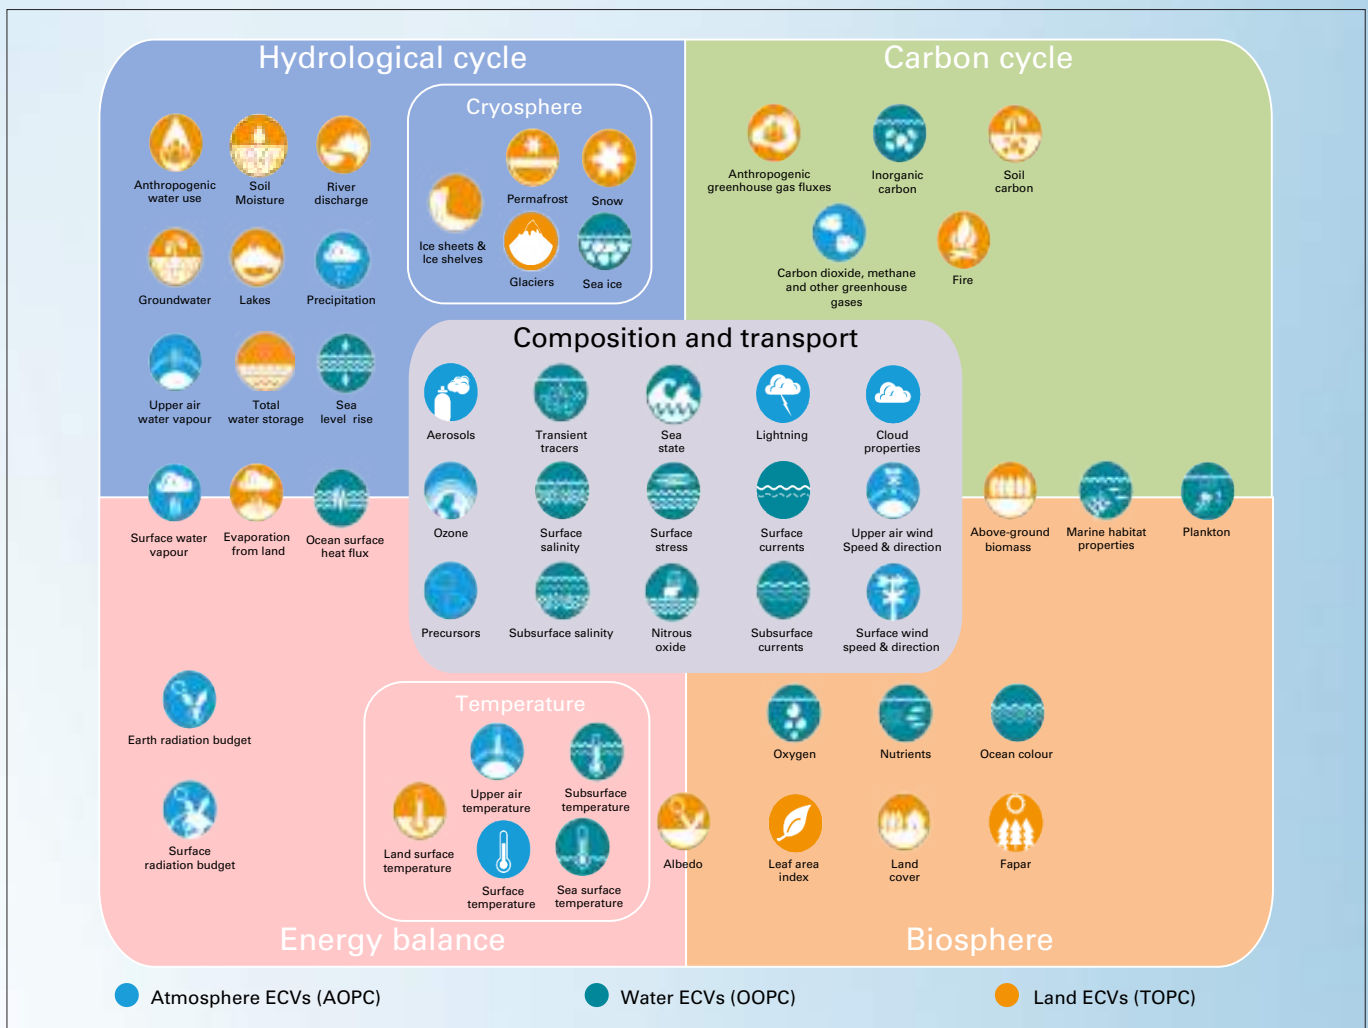 Hydrological cycle
Carbon cycle
Cryosphere
Anthropogenic
water use
Soil
Moisture
River
discharge
Permafrost
Snow
Ice sheets &
Ice shelves
Glaciers
Sea ice
Groundwater
Lakes
Precipitation
Upper air
water vapour
Total
water storage
Sea
level rise
Anthropogenic
greenhouse gas fluxes
Inorganic
carbon
Soil
carbon
Carbon dioxide, methane
and other greenhouse
gases
Fire
Composition and transport
Aerosols
Transient
tracers
Sea
state
Lightning
Cloud
properties
Ozone
Surface
salinity
Surface
stress
Surface
currents
Upper air wind
Speed & direction
Precursors
Subsurface salinity
Nitrous
oxide
Subsurface
currents
Surface wind
speed & direction
Surface water
vapour
Evaporation
from land
Ocean surface
heat flux
Above-ground
biomass
Marine habitat
properties
Plankton
Earth radiation budget
Surface
radiation budget
Temperature
Upper air
temperature
Subsurface
temperature
Land surface
temperature
Surface
temperature
Sea surface
temperature
Albedo
Oxygen
Nutrients
Ocean colour
Leaf area
index
Land
cover
Fapar
Energy balance
Biosphere
Atmosphere ECVs (AOPC)
Water ECVs (OOPC)
Land ECVs (TOPC)